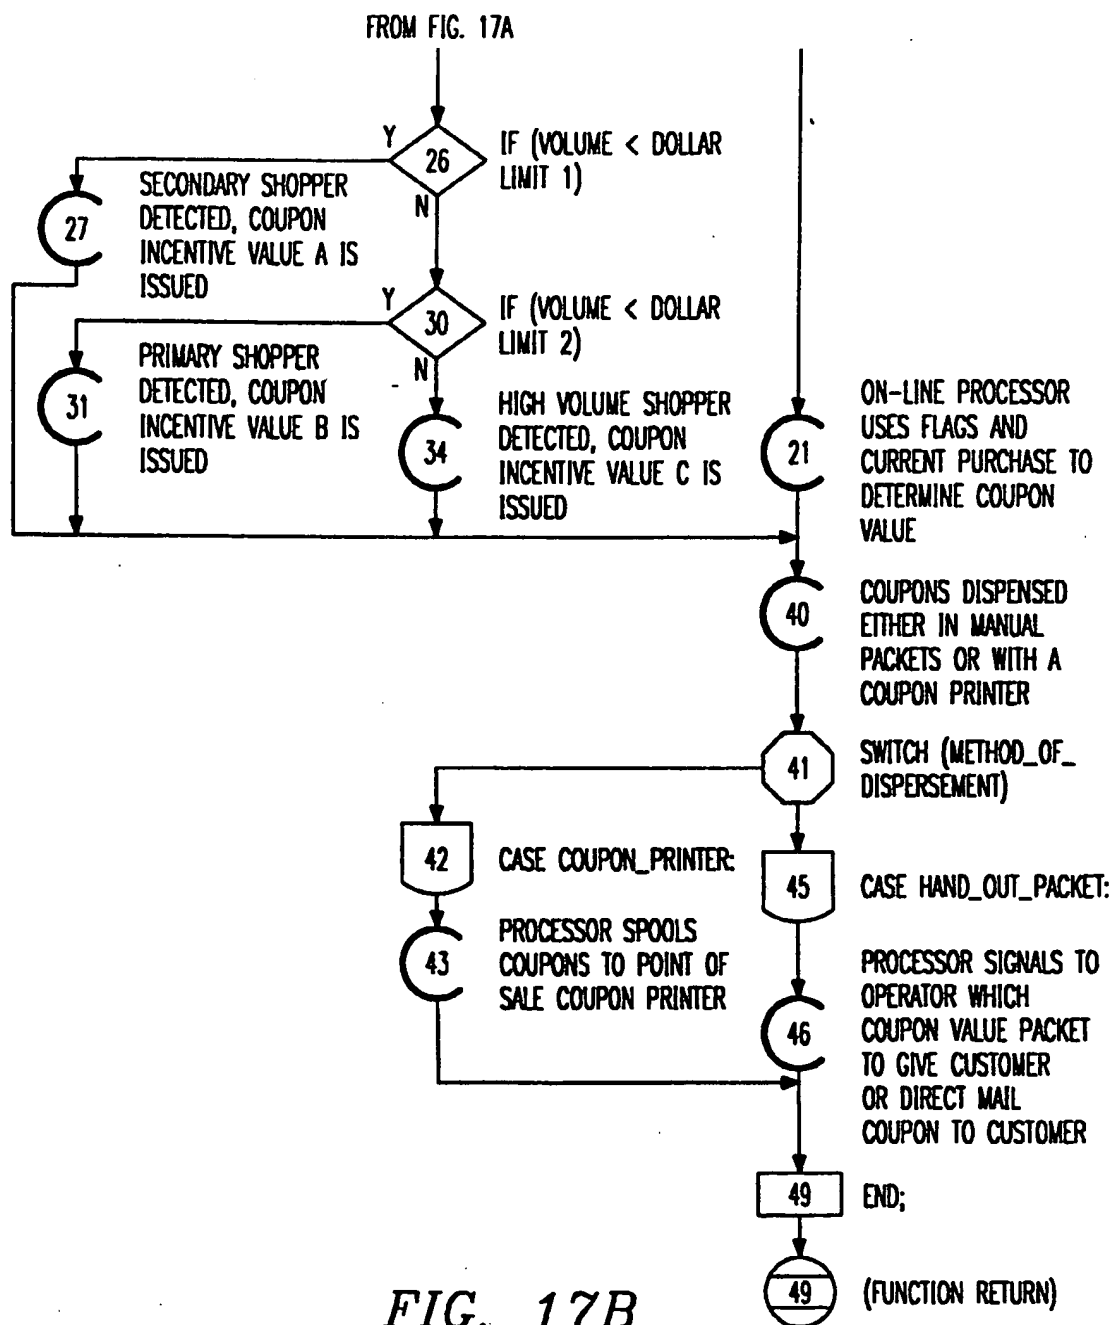 FROM FIG. 17A
Y
26
IF (VOLUME < DOLLAR
LIMIT 1)
N
27
SECONDARY SHOPPER
DETECTED, COUPON
INCENTIVE VALUE A IS
ISSUED
Y
30
IF (VOLUME < DOLLAR
LIMIT 2)
N
31
PRIMARY SHOPPER
DETECTED, COUPON
INCENTIVE VALUE B IS
ISSUED
34
HIGH VOLUME SHOPPER
DETECTED, COUPON
INCENTIVE VALUE C IS
ISSUED
21
ON-LINE PROCESSOR
USES FLAGS AND
CURRENT PURCHASE TO
DETERMINE COUPON
VALUE
40
COUPONS DISPENSED
EITHER IN MANUAL
PACKETS OR WITH A
COUPON PRINTER
41
SWITCH (METHOD_OF_
DISPERSEMENT)
42
CASE COUPON_PRINTER:
45
CASE HAND_OUT_PACKET:
43
PROCESSOR SPOOLS
COUPONS TO POINT OF
SALE COUPON PRINTER
46
PROCESSOR SIGNALS TO
OPERATOR WHICH
COUPON VALUE PACKET
TO GIVE CUSTOMER
OR DIRECT MAIL
COUPON TO CUSTOMER
49
END;
49
(FUNCTION RETURN)
FIG. 17B